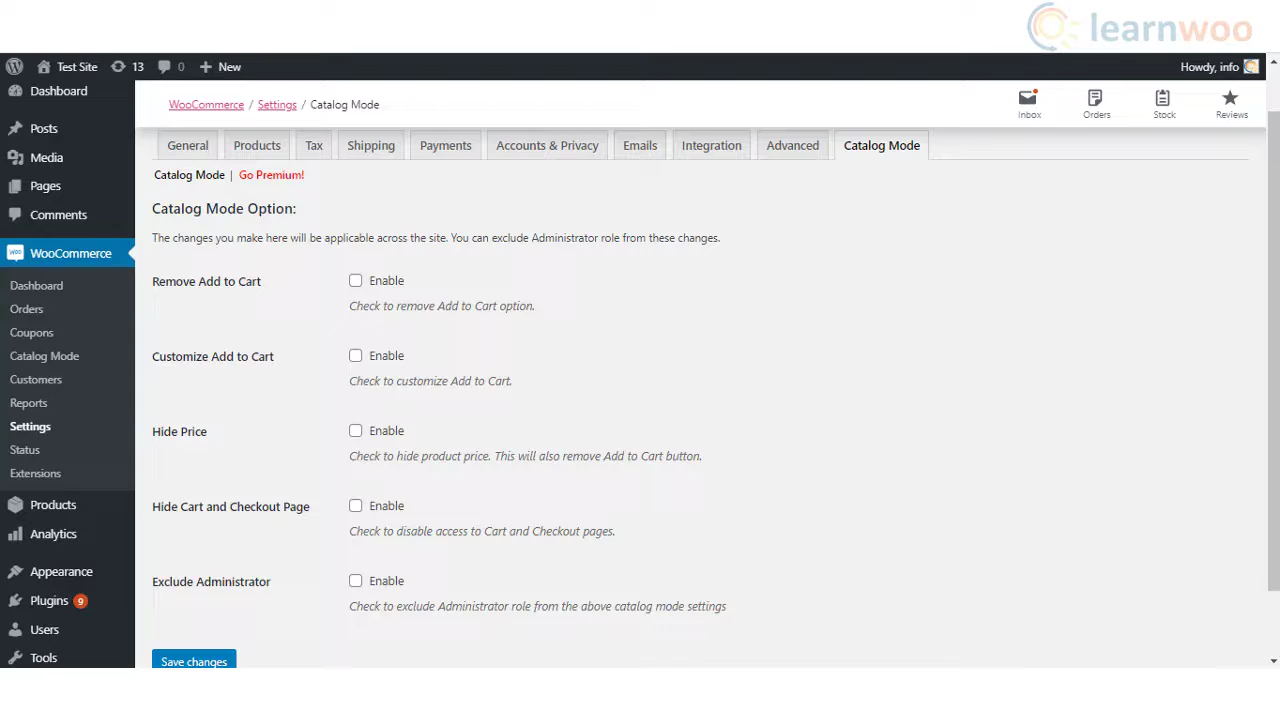 learnwoo
Test Site 13 0 New Howdy, info
Dashboard
Posts
Media
Pages
Comments
WooCommerce
Dashboard
Orders
Coupons
Catalog Mode
Customers
Reports
Settings
Status
Extensions
Products
Analytics
Appearance
Plugins 9
Users
Tools
WooCommerce / Settings / Catalog Mode
Inbox Orders Stock Reviews
General Products Tax Shipping Payments Accounts & Privacy Emails Integration Advanced Catalog Mode
Catalog Mode | Go Premium!
Catalog Mode Option:
The changes you make here will be applicable across the site. You can exclude Administrator role from these changes.
Remove Add to Cart Enable
Check to remove Add to Cart option.
Customize Add to Cart Enable
Check to customize Add to Cart.
Hide Price Enable
Check to hide product price. This will also remove Add to Cart button.
Hide Cart and Checkout Page Enable
Check to disable access to Cart and Checkout pages.
Exclude Administrator Enable
Check to exclude Administrator role from the above catalog mode settings
Save changes